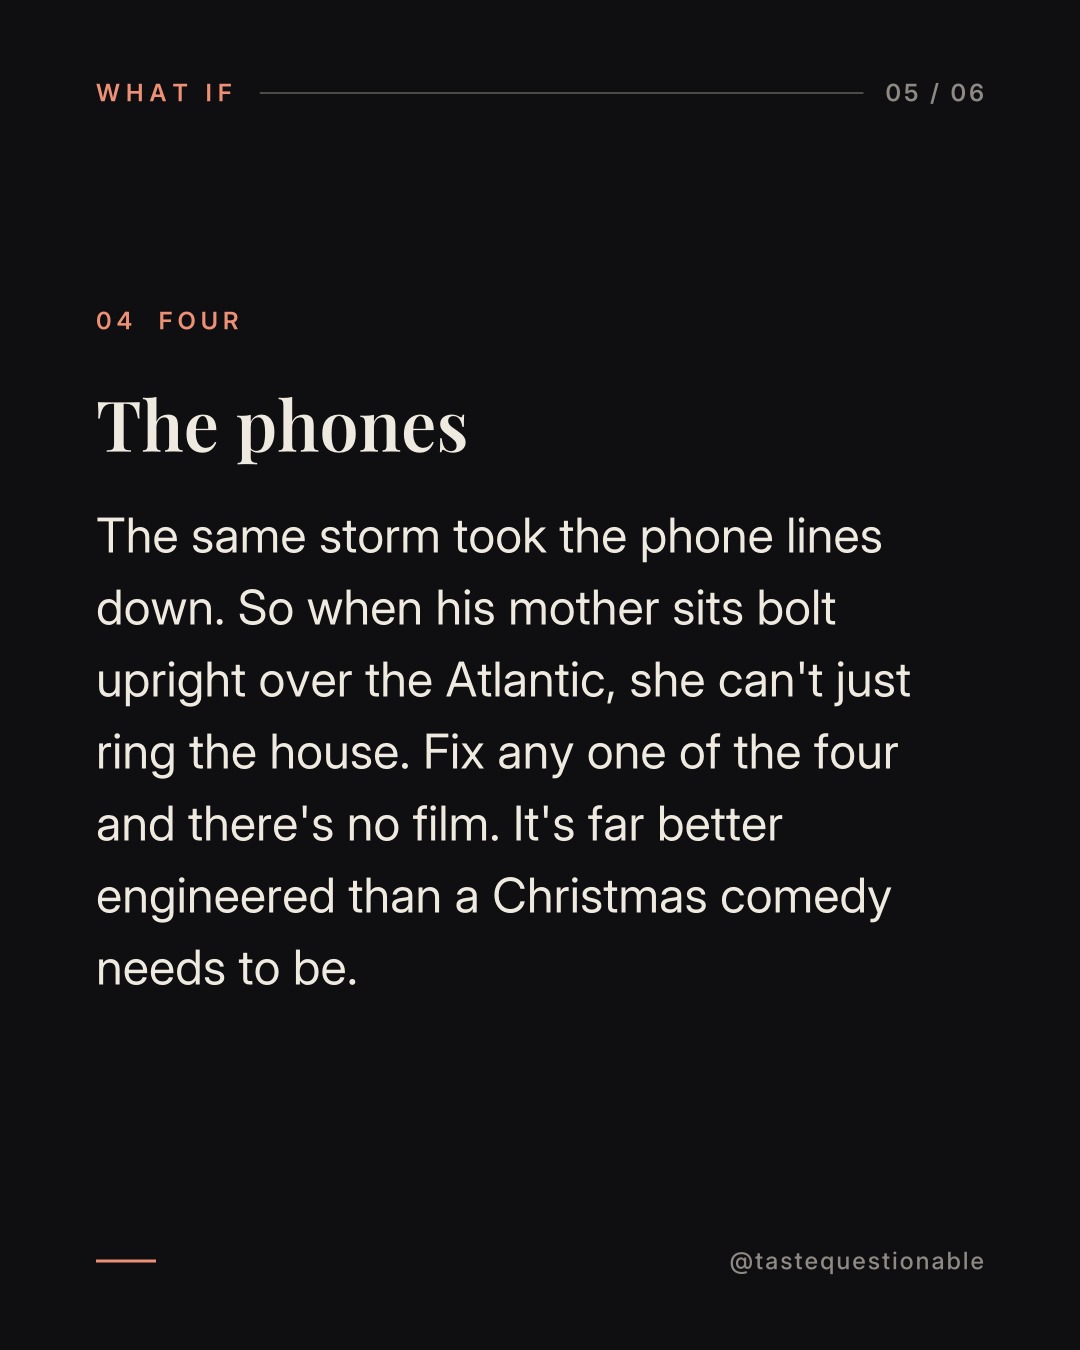 WHAT IF
05 / 06
04 FOUR
The phones
The same storm took the phone lines
down. So when his mother sits bolt
upright over the Atlantic, she can't just
ring the house. Fix any one of the four
and there's no film. It's far better
engineered than a Christmas comedy
needs to be.
@tastequestionable